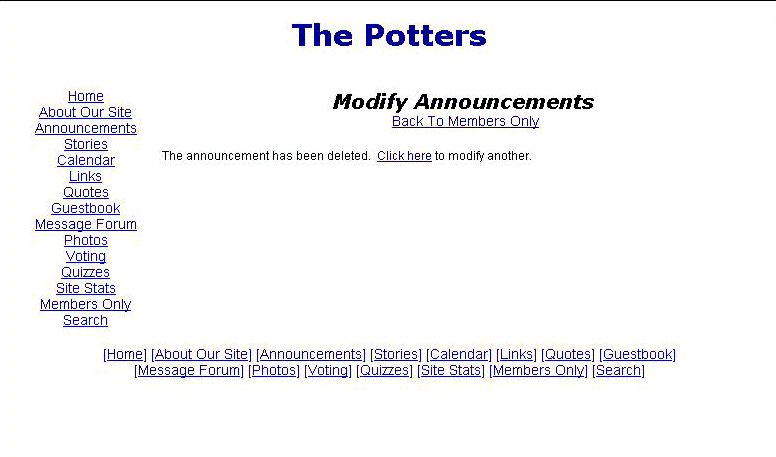 The Potters
Home
About Our Site
Announcements
Stories
Calendar
Links
Quotes
Guestbook
Message Forum
Photos
Voting
Quizzes
Site Stats
Members Only
Search
Modify Announcements
Back To Members Only
The announcement has been deleted. Click here to modify another.
[Home] [About Our Site] [Announcements] [Stories] [Calendar] [Links] [Quotes] [Guestbook]
[Message Forum] [Photos] [Voting] [Quizzes] [Site Stats] [Members Only] [Search]